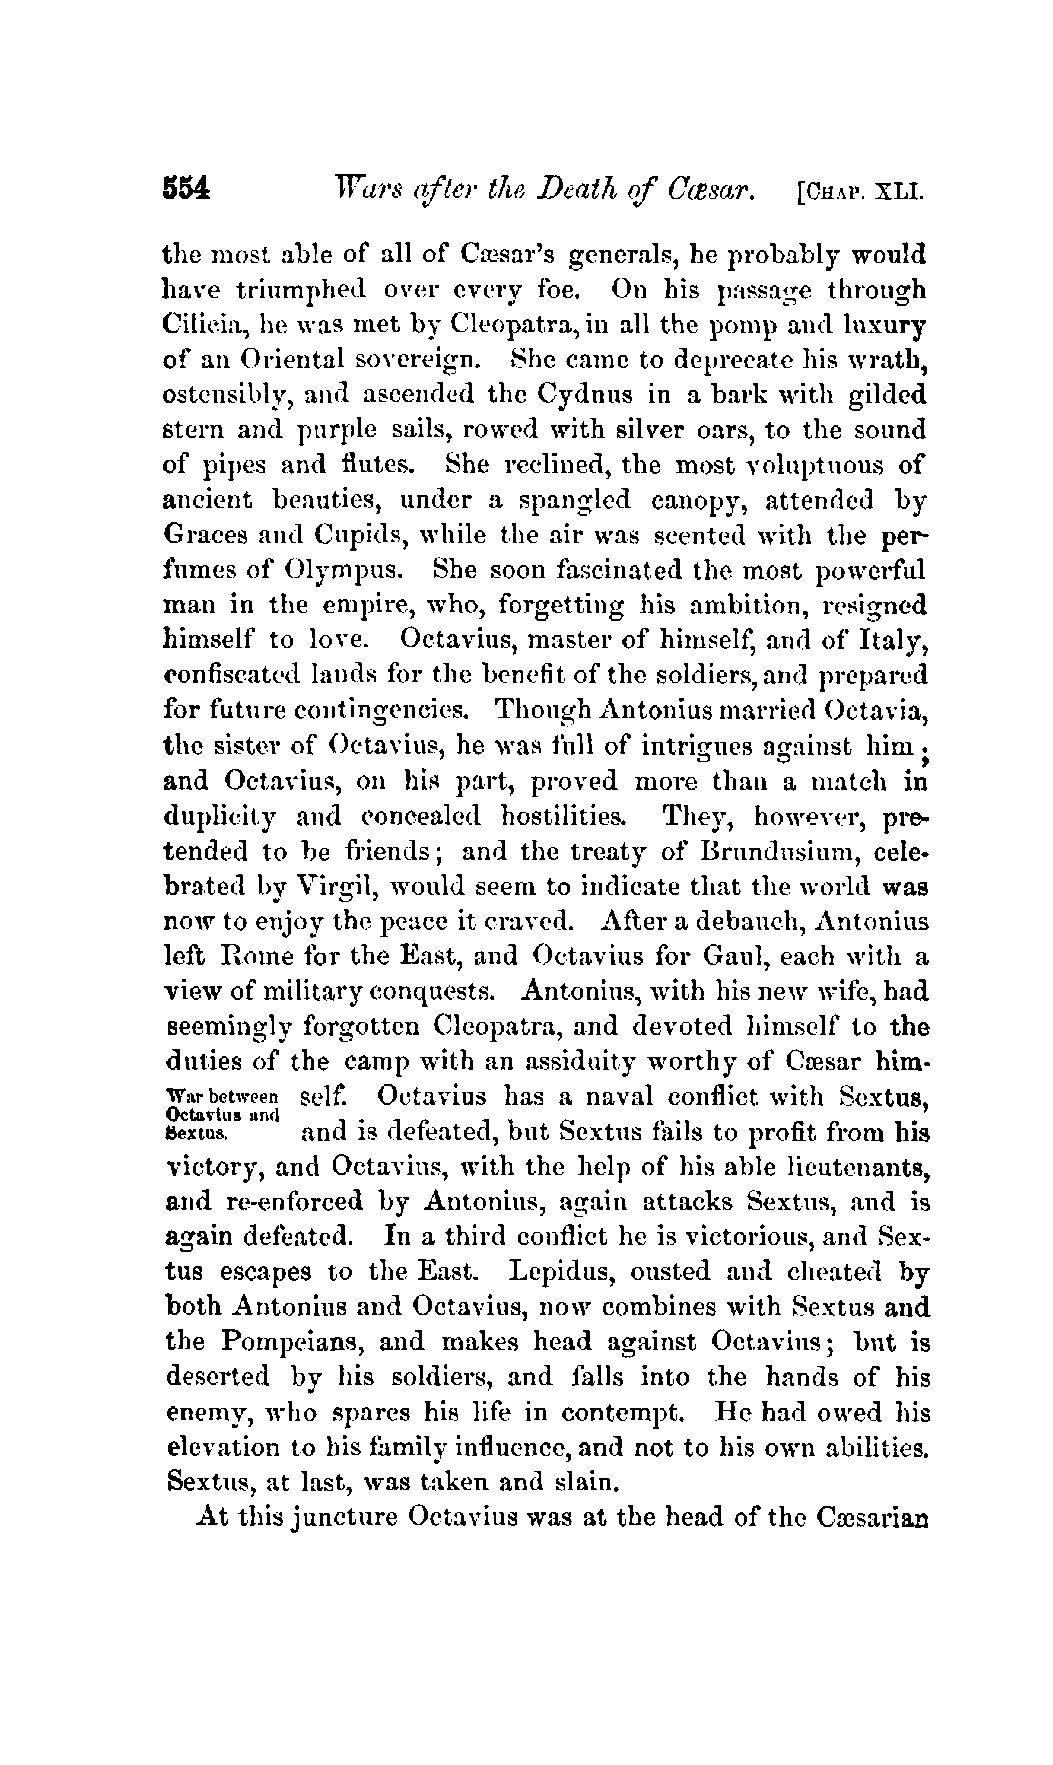 554 Wars after the Death of Cæsar. [CHAP. XLI.
the most able of all of Cæsar's generals, he probably would
have triumphed over every foe. On his passage through
Cilicia, he was met by Cleopatra, in all the pomp and luxury
of an Oriental sovereign. She came to deprecate his wrath,
ostensibly, and ascended the Cydnus in a bark with gilded
stern and purple sails, rowed with silver oars, to the sound
of pipes and flutes. She reclined, the most voluptuous of
ancient beauties, under a spangled canopy, attended by
Graces and Cupids, while the air was scented with the per-
fumes of Olympus. She soon fascinated the most powerful
man in the empire, who, forgetting his ambition, resigned
himself to love. Octavius, master of himself, and of Italy,
confiscated lands for the benefit of the soldiers, and prepared
for future contingencies. Though Antonius married Octavia,
the sister of Octavius, he was full of intrigues against him;
and Octavius, on his part, proved more than a match in
duplicity and concealed hostilities. They, however, pre-
tended to be friends; and the treaty of Brundusium, cele-
brated by Virgil, would seem to indicate that the world was
now to enjoy the peace it craved. After a debauch, Antonius
left Rome for the East, and Octavius for Gaul, each with a
view of military conquests. Antonius, with his new wife, had
seemingly forgotten Cleopatra, and devoted himself to the
duties of the camp with an assiduity worthy of Cæsar him-
War between
Octavius and
Sextus.
self. Octavius has a naval conflict with Sextus,
and is defeated, but Sextus fails to profit from his
victory, and Octavius, with the help of his able lieutenants,
and re-enforced by Antonius, again attacks Sextus, and is
again defeated. In a third conflict he is victorious, and Sex-
tus escapes to the East. Lepidus, ousted and cheated by
both Antonius and Octavius, now combines with Sextus and
the Pompeians, and makes head against Octavius; but is
deserted by his soldiers, and falls into the hands of his
enemy, who spares his life in contempt. He had owed his
elevation to his family influence, and not to his own abilities.
Sextus, at last, was taken and slain.
At this juncture Octavius was at the head of the Cæsarian